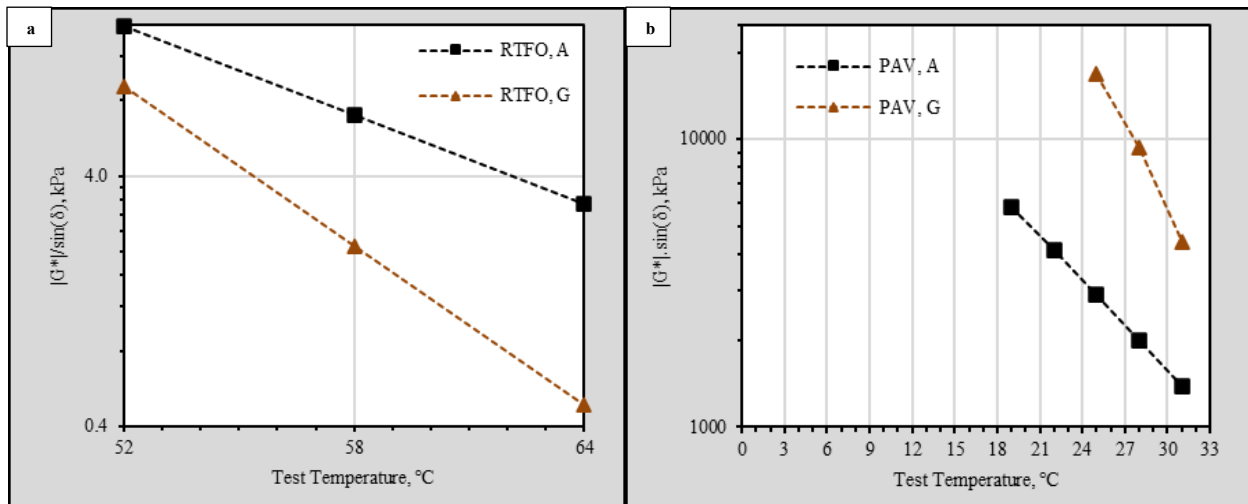 a
RTFO, A
RTFO, G
4.0
0.4
|G*|/sin(δ), kPa
52
58
64
Test Temperature, °C
b
PAV, A
PAV, G
10000
1000
|G*|.sin(δ), kPa
0 3 6 9 12 15 18 21 24 27 30 33
Test Temperature, °C